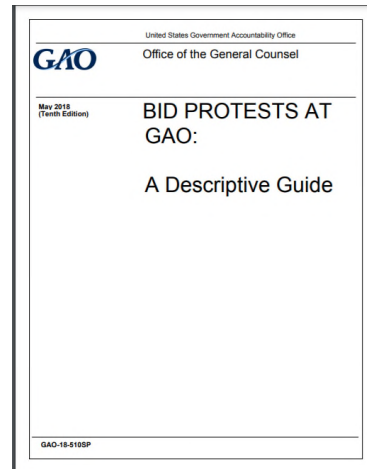 United States Government Accountability Office
GAO
Office of the General Counsel
May 2018
(Tenth Edition)
BID PROTESTS AT
GAO:
A Descriptive Guide
GAO-18-510SP